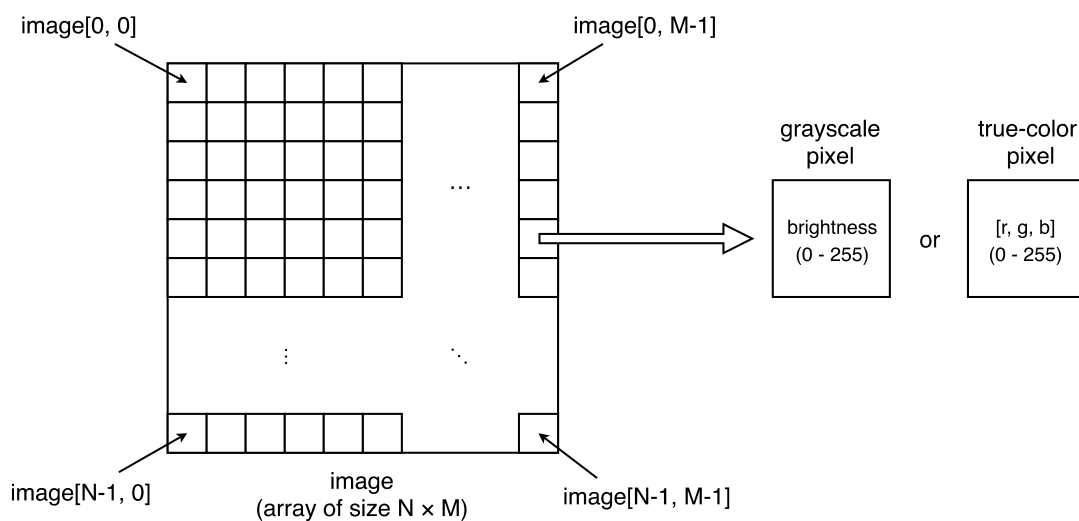 image[0, 0]
image[0, M-1]
grayscale
pixel
true-color
pixel
...
brightness
(0 - 255)
or
[r, g, b]
(0 - 255)
⋮
⋱
image[N-1, 0]
image
(array of size N × M)
image[N-1, M-1]